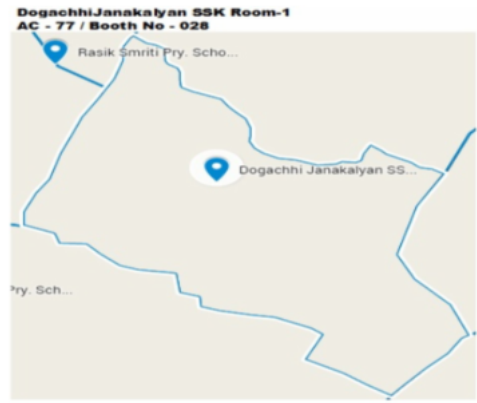 DogachhiJanakalyan SSK Room-1
AC - 77 / Booth No - 028
Rasik Smriti Pry. Scho...
Dogachhi Janakalyan SS...
Pry. Sch...